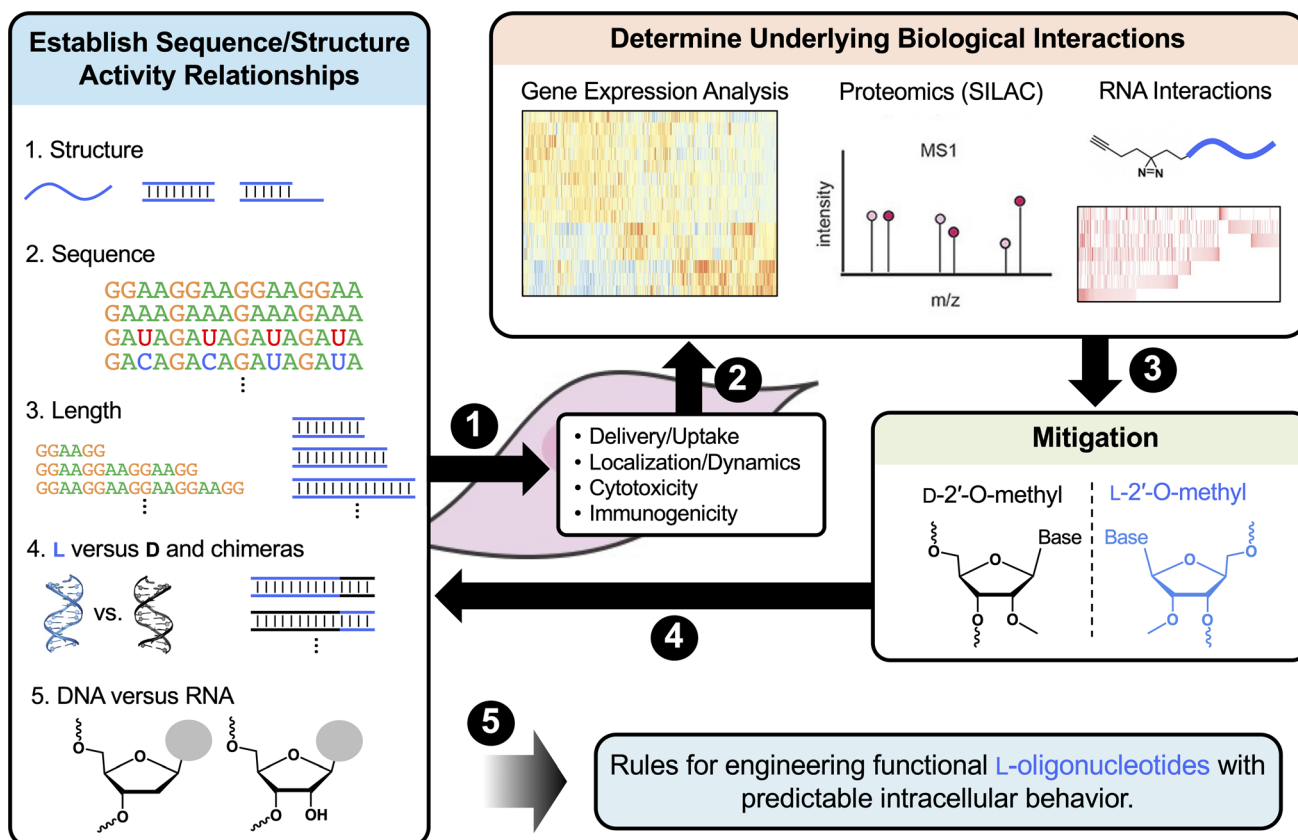 Establish Sequence/Structure
Activity Relationships
1. Structure
2. Sequence
GGAAGGAAGGAAGGAA
GAAAGAAAGAAAGAAA
GAUAGAUAGAUAGAUA
GACAGACAGAUAGAUA
⋮
3. Length
GGAAGG
GGAAGGAAGGAAGG
GGAAGGAAGGAAGGAAGG
⋮
⋮
4. L versus D and chimeras
vs.
⋮
5. DNA versus RNA
O
O
O
O
O
O
OH
1
• Delivery/Uptake
• Localization/Dynamics
• Cytotoxicity
• Immunogenicity
2
Determine Underlying Biological Interactions
Gene Expression Analysis
Proteomics (SILAC)
MS1
intensity
m/z
RNA Interactions
N=N
3
Mitigation
D-2′-O-methyl
O
O
Base
O
O
L-2′-O-methyl
Base
O
O
O
O
4
5
Rules for engineering functional L-oligonucleotides with
predictable intracellular behavior.